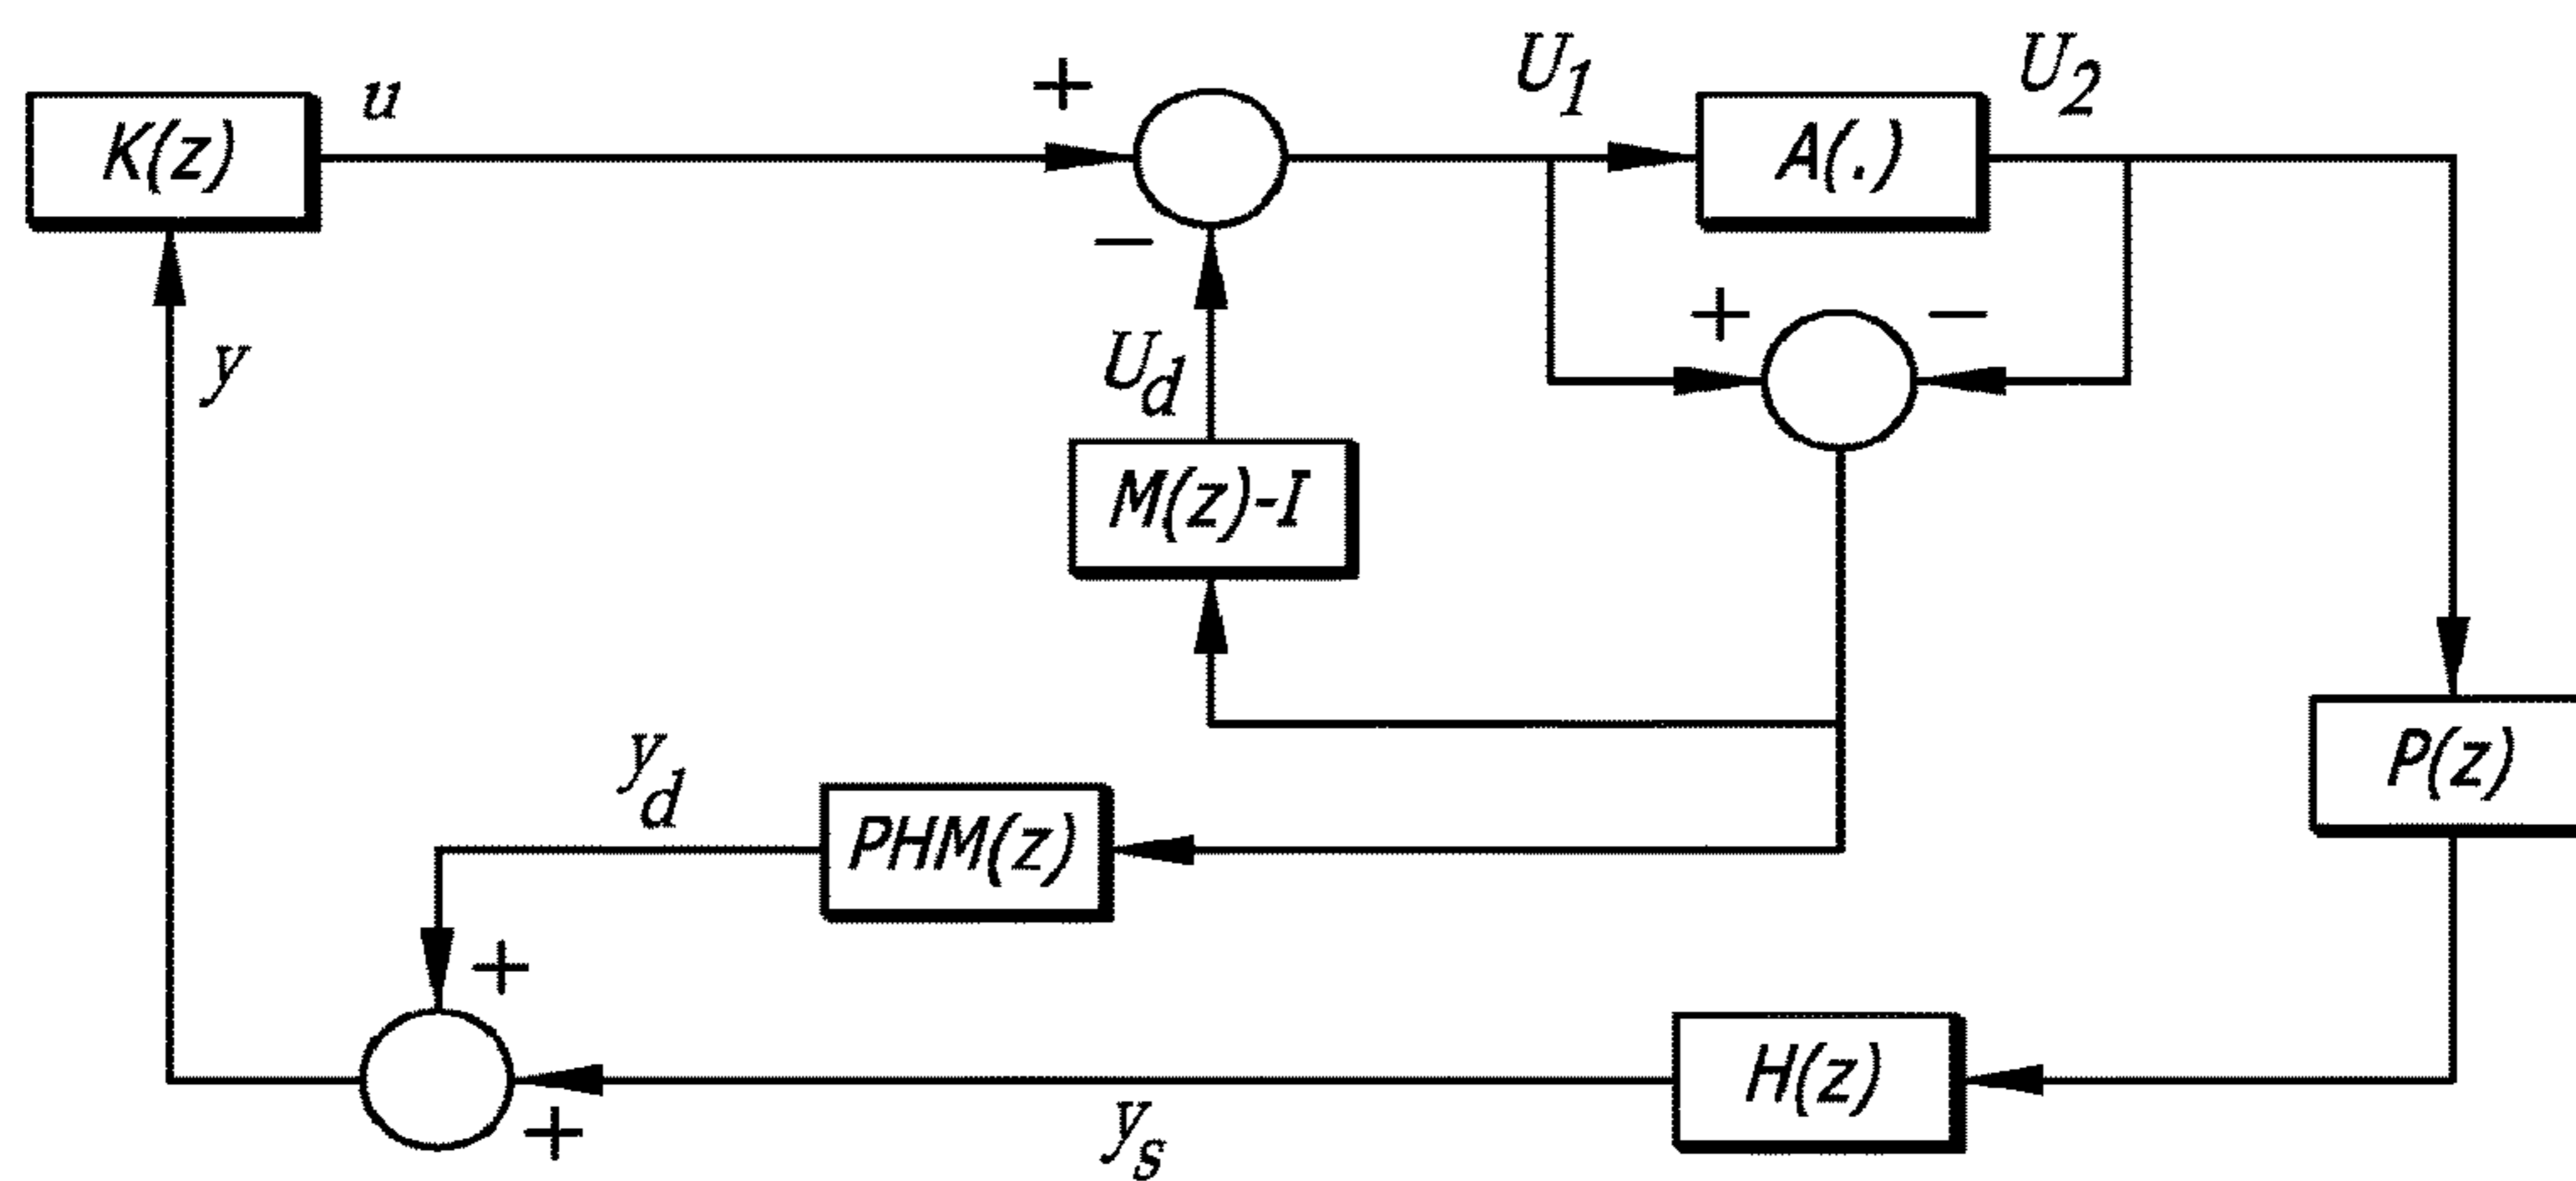 K(z)
u
+
−
U1
A(.)
U2
+
−
y
Ud
M(z)-I
P(z)
yd
PHM(z)
+
+
ys
H(z)